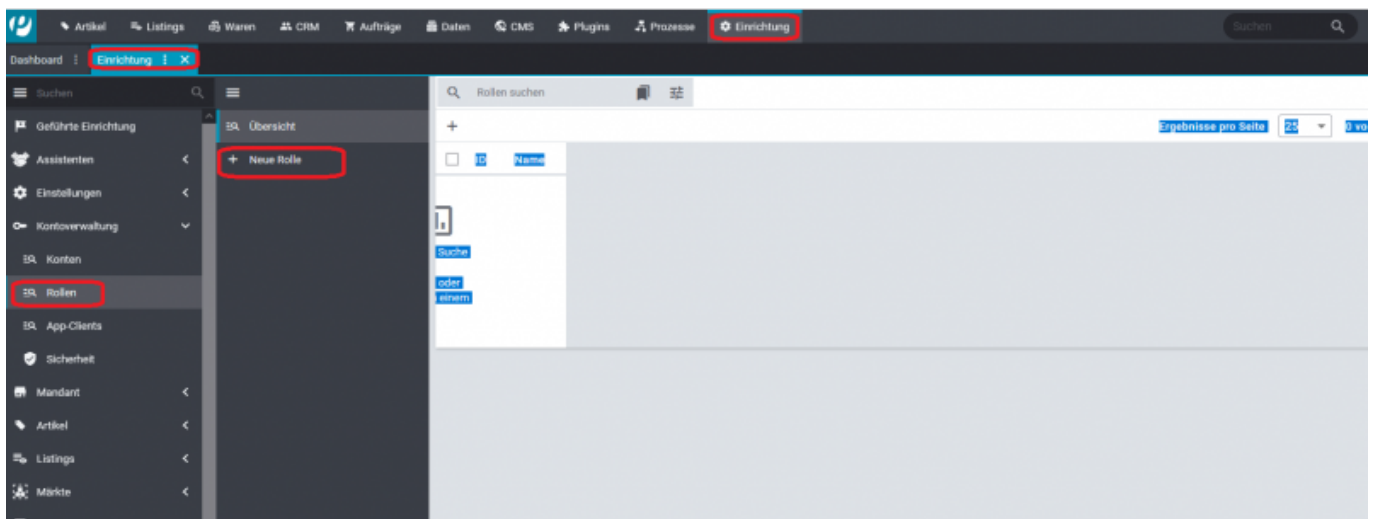 Artikel Listings Waren CRM Aufträge Daten CMS Plugins Prozesse Einrichtung Suchen
Dashboard Einrichtung
Suchen
Geführte Einrichtung
Assistenten
Einstellungen
Kontoverwaltung
Konten
Rollen
App-Clients
Sicherheit
Mandant
Artikel
Listings
Märkte
Übersicht
Neue Rolle
Rollen suchen
Ergebnisse pro Seite 25 0 vo
ID Name
Suche
oder
einem